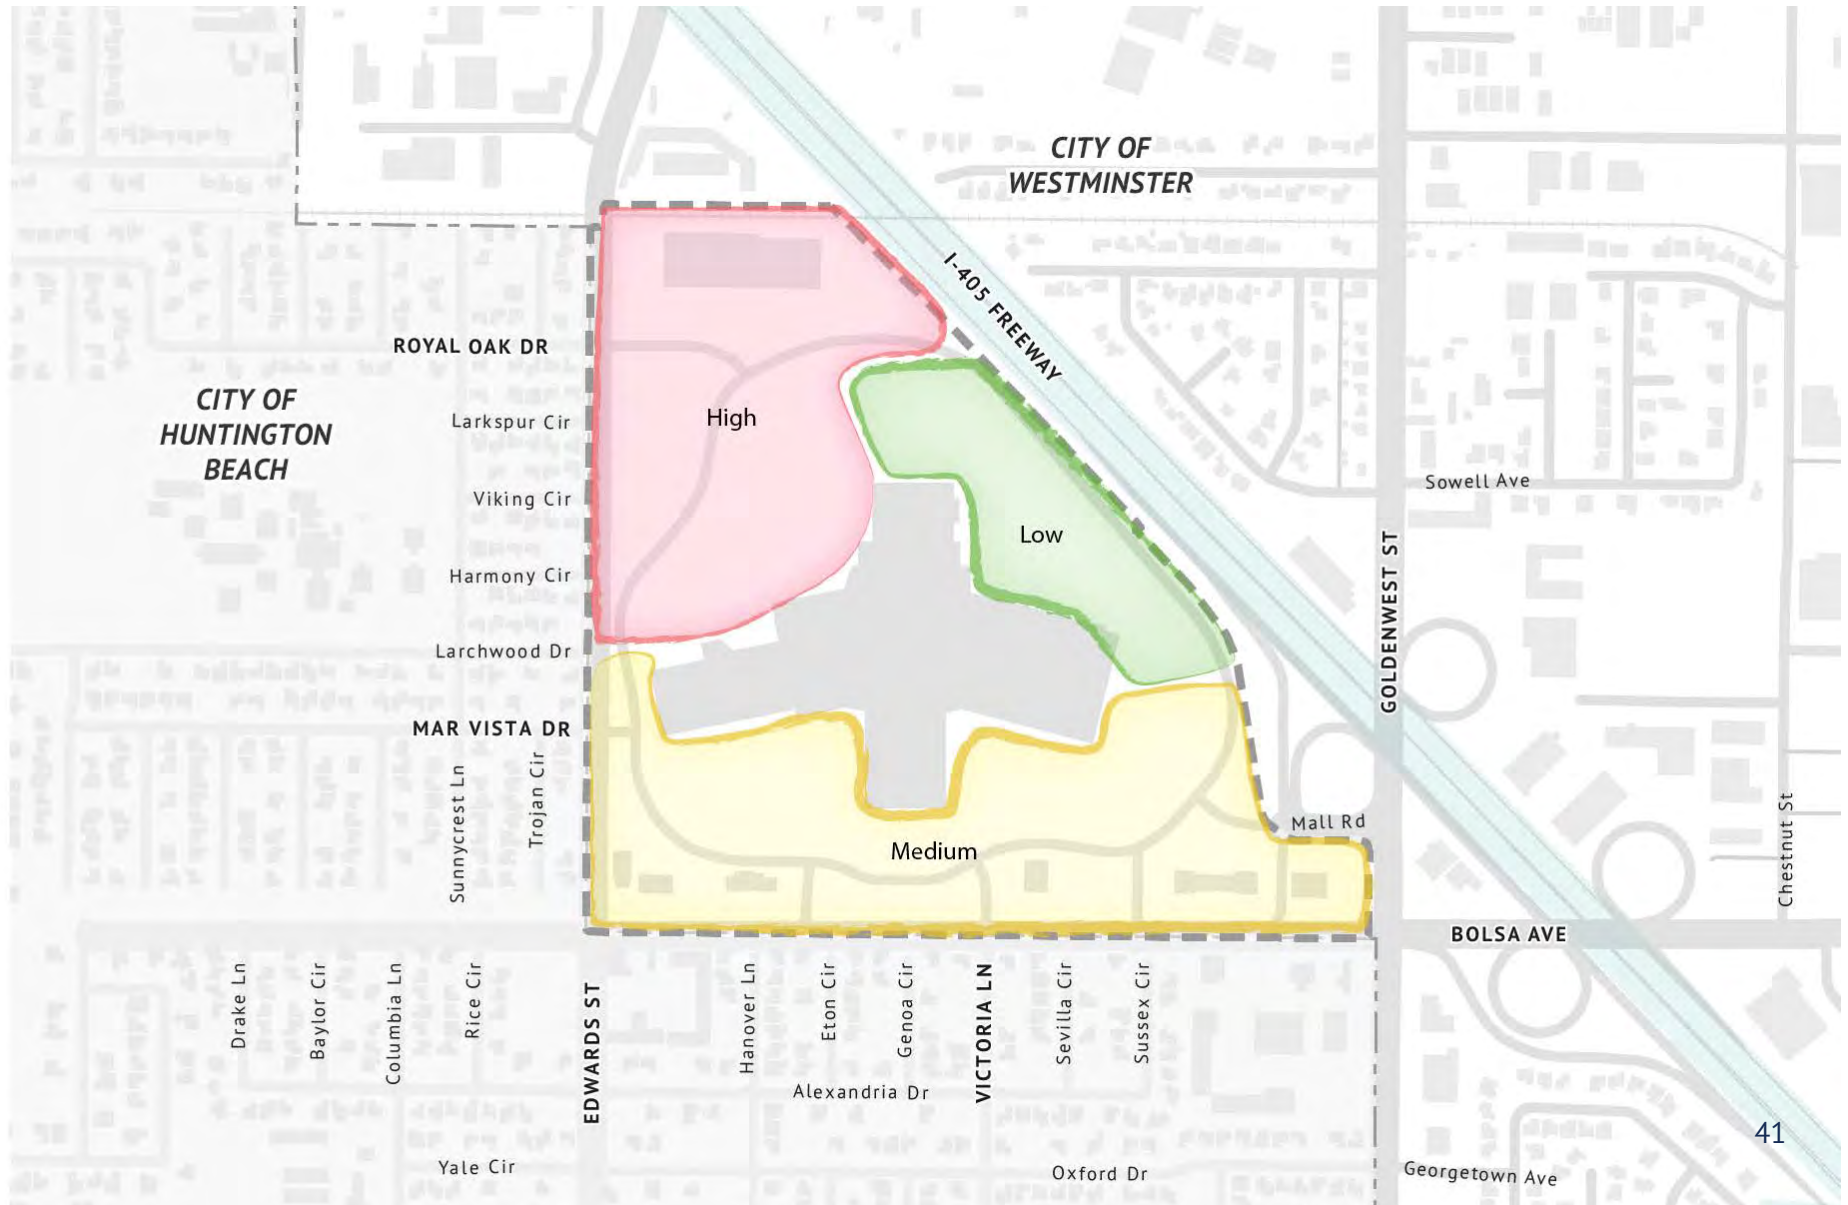 CITY OF
WESTMINSTER
I-405 FREEWAY
ROYAL OAK DR
CITY OF
HUNTINGTON
BEACH
Larkspur Cir
High
Sowell Ave
Viking Cir
Low
GOLDENWEST ST
Harmony Cir
Larchwood Dr
MAR VISTA DR
Sunnycrest Ln
Trojan Cir
Mall Rd
Chestnut St
Medium
BOLSA AVE
Drake Ln
Baylor Cir
Columbia Ln
Rice Cir
EDWARDS ST
Hanover Ln
Eton Cir
Genoa Cir
VICTORIA LN
Sevilla Cir
Sussex Cir
Alexandria Dr
41
Yale Cir
Oxford Dr
Georgetown Ave